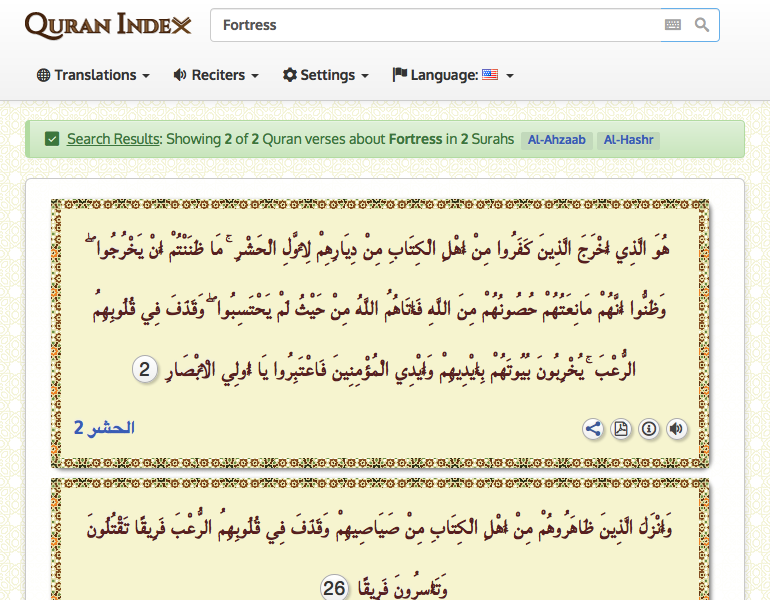 QURAN INDEX
Fortress
Translations
Reciters
Settings
Language:
Search Results: Showing 2 of 2 Quran verses about Fortress in 2 Surahs Al-Ahzaab Al-Hashr
هُوَ الَّذِي أَخْرَجَ الَّذِينَ كَفَرُوا مِنْ أَهْلِ الْكِتَابِ مِنْ دِيَارِهِمْ لِأَوَّلِ الْحَشْرِ ۚ مَا ظَنَنْتُمْ أَنْ يَخْرُجُوا ۖ
وَظَنُّوا أَنَّهُمْ مَانِعَتُهُمْ حُصُونُهُمْ مِنَ اللَّهِ فَأَتَاهُمُ اللَّهُ مِنْ حَيْثُ لَمْ يَحْتَسِبُوا ۖ وَقَذَفَ فِي قُلُوبِهِمُ
الرُّعْبَ ۚ يُخْرِبُونَ بُيُوتَهُمْ بِأَيْدِيهِمْ وَأَيْدِي الْمُؤْمِنِينَ فَاعْتَبِرُوا يَا أُولِي الْأَبْصَارِ 2
الحشر 2
وَأَنْزَلَ الَّذِينَ ظَاهَرُوهُمْ مِنْ أَهْلِ الْكِتَابِ مِنْ صَيَاصِيهِمْ وَقَذَفَ فِي قُلُوبِهِمُ الرُّعْبَ فَرِيقًا تَقْتُلُونَ
وَتَأْسِرُونَ فَرِيقًا 26